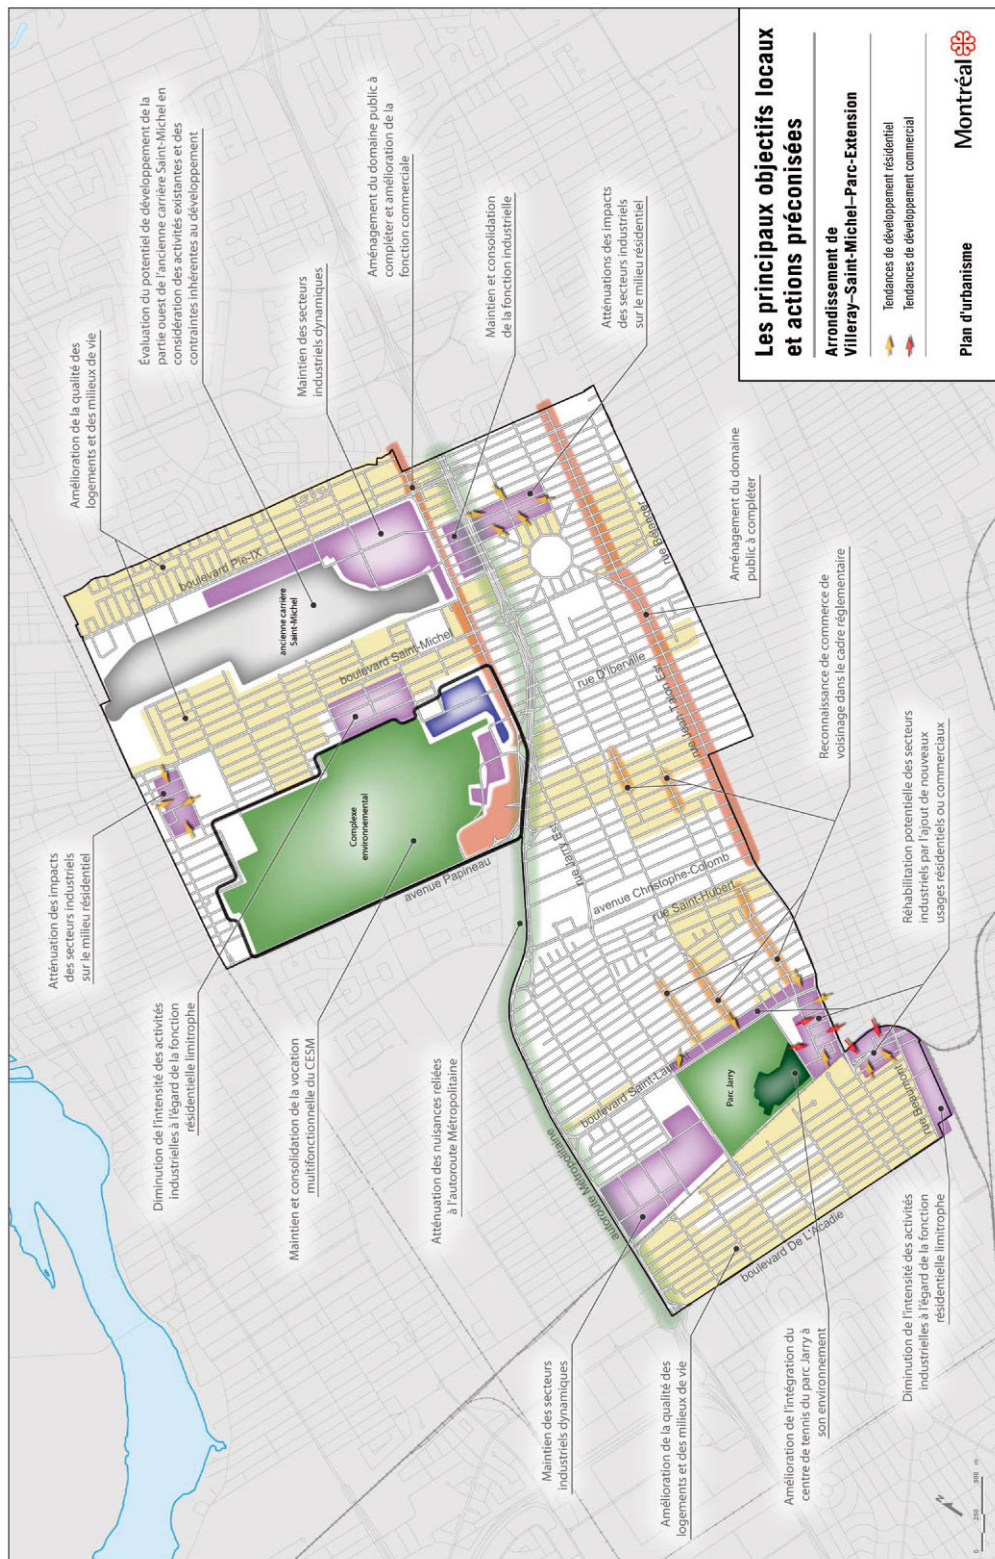 Les principaux objectifs locaux
et actions préconisées
Arrondissement de
Villeray–Saint-Michel–Parc-Extension
Tendances de développement résidentiel
Tendances de développement commercial
Plan d'urbanisme
Montréal
Atténuation des impacts
des secteurs industriels
sur le milieu résidentiel
Amélioration de la qualité des
logements et des milieux de vie
Évaluation du potentiel de développement de la
partie ouest de l'ancienne carrière Saint-Michel en
considération des activités existantes et des
contraintes inhérentes au développement
Maintien des secteurs
industriels dynamiques
Aménagement du domaine public à
compléter et amélioration de la
fonction commerciale
Maintien et consolidation
de la fonction industrielle
Atténuations des impacts
des secteurs industriels
sur le milieu résidentiel
Diminution de l'intensité des activités
industrielles à l'égard de la fonction
résidentielle limitrophe
Maintien et consolidation de la vocation
multifonctionnelle du CESM
Atténuation des nuisances reliées
à l'autoroute Métropolitaine
Maintien des secteurs
industriels dynamiques
Amélioration de la qualité des
logements et des milieux de vie
Amélioration de l'intégration du
centre de tennis du parc Jarry à
son environnement
Diminution de l'intensité des activités
industrielles à l'égard de la fonction
résidentielle limitrophe
Réhabilitation potentielle des secteurs
industriels par l'ajout de nouveaux
usages résidentiels ou commerciaux
Reconnaissance de commerce de
voisinage dans le cadre réglementaire
Aménagement du domaine
public à compléter
boulevard Pie-IX
ancienne carrière
Saint-Michel
boulevard Saint-Michel
Complexe
environnemental
avenue Papineau
rue Jarry Est
rue D'Iberville
rue Bélanger
rue Jean-Talon Est
avenue Christophe-Colomb
rue Saint-Hubert
boulevard Saint-Lau
Parc Jarry
autoroute Métropolitaine
boulevard De L'Acadie
rue Beaumont
N
0 250 500 m